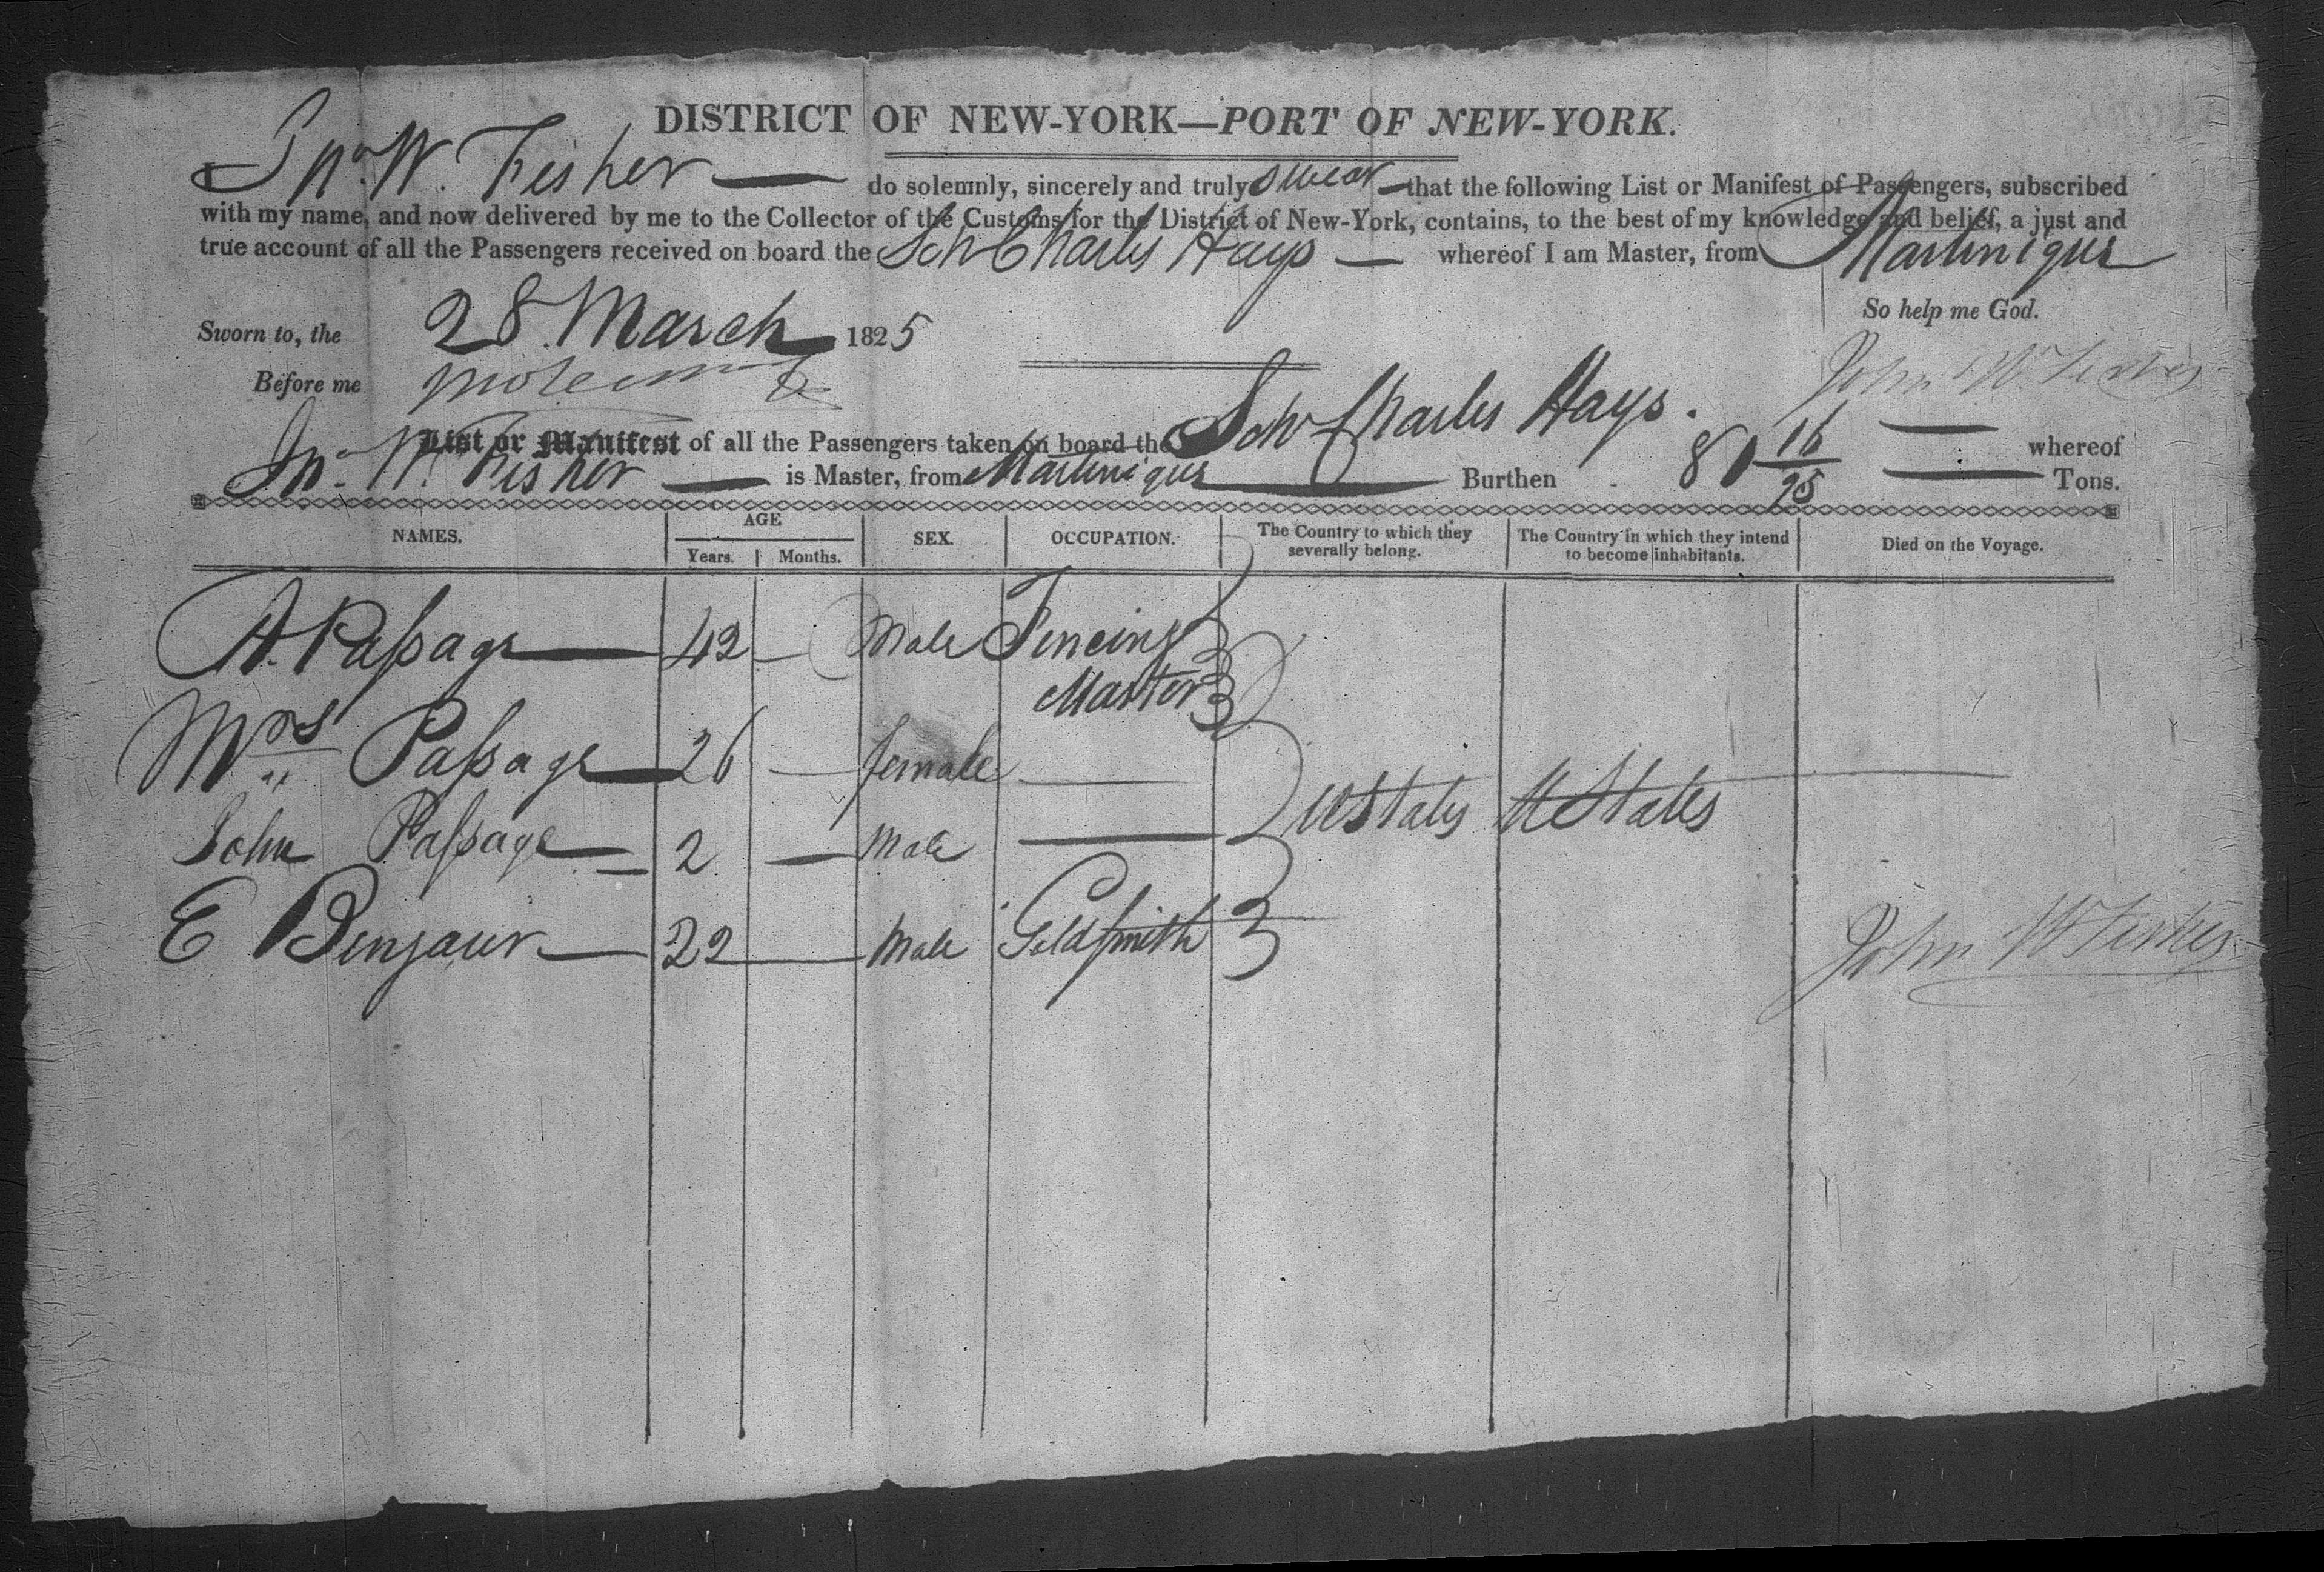 DISTRICT OF NEW-YORK—PORT OF NEW-YORK.
I Jno. W. Fisher — do solemnly, sincerely and truly swear — that the following List or Manifest of Passengers, subscribed
with my name, and now delivered by me to the Collector of the Customs for the District of New-York, contains, to the best of my knowledge and belief, a just and
true account of all the Passengers received on board the Schr Charles Hays — whereof I am Master, from Martinique
So help me God.
Sworn to, the 28 March 1825
Before me
John W
List or Manifest of all the Passengers taken on board the Schr Charles Hays. — whereof
Jno. W. Fisher — is Master, from Martinique — Burthen 80 16/95 — Tons.
NAMES. AGE SEX. OCCUPATION. The Country to which they severally belong. The Country in which they intend to become inhabitants. Died on the Voyage.
Years. Months.
A. Passage — 42 — Male Fencing
Master
Mrs Passage — 26 — female —
John Passage — 2 — Male — U States U States
E — 22 — Male Goldsmith
John W